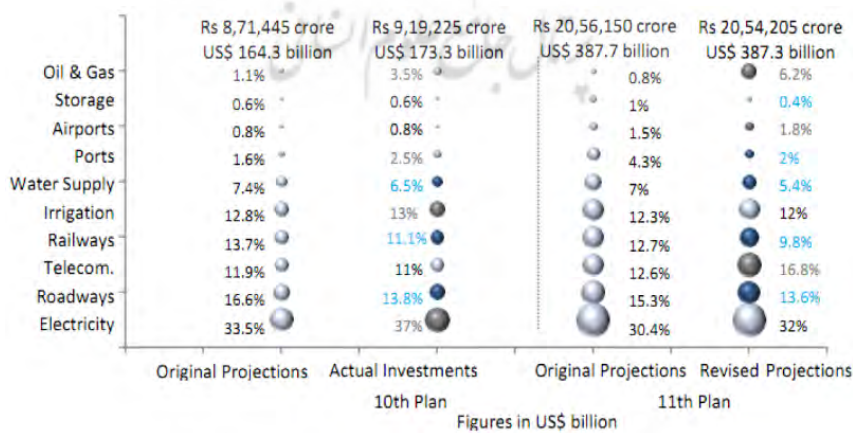 Rs 8,71,445 crore Rs 9,19,225 crore Rs 20,56,150 crore Rs 20,54,205 crore
US$ 164.3 billion US$ 173.3 billion US$ 387.7 billion US$ 387.3 billion
Oil & Gas 1.1% 3.5% 0.8% 6.2%
Storage 0.6% 0.6% 1% 0.4%
Airports 0.8% 0.8% 1.5% 1.8%
Ports 1.6% 2.5% 4.3% 2%
Water Supply 7.4% 6.5% 7% 5.4%
Irrigation 12.8% 13% 12.3% 12%
Railways 13.7% 11.1% 12.7% 9.8%
Telecom. 11.9% 11% 12.6% 16.8%
Roadways 16.6% 13.8% 15.3% 13.6%
Electricity 33.5% 37% 30.4% 32%
Original Projections Actual Investments Original Projections Revised Projections
10th Plan 11th Plan
Figures in US$ billion